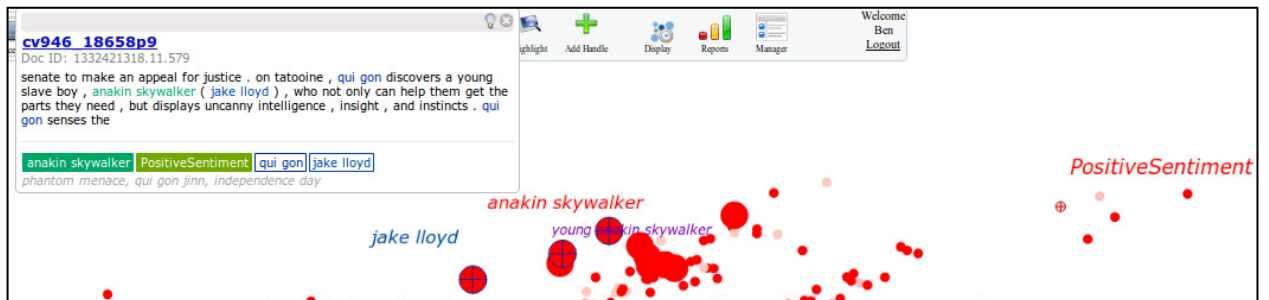 cv946_18658p9
Doc ID: 1332421318.11.579
senate to make an appeal for justice . on tatooine , qui gon discovers a young
slave boy , anakin skywalker ( jake lloyd ) , who not only can help them get the
parts they need , but displays uncanny intelligence , insight , and instincts . qui
gon senses the
anakin skywalker PositiveSentiment qui gon jake lloyd
phantom menace, qui gon jinn, independence day
Add Handle Display Reports Manager
Welcome
Ben
Logout
PositiveSentiment
anakin skywalker
young anakin skywalker
jake lloyd